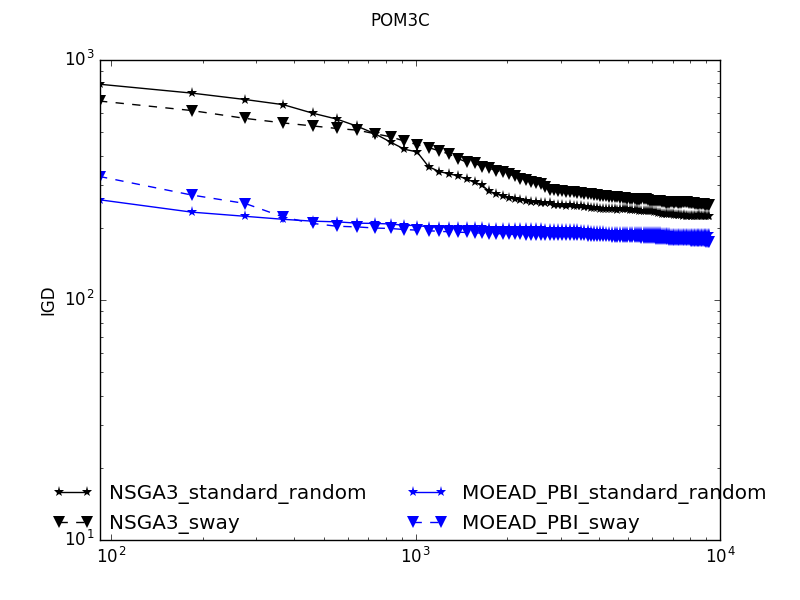 POM3C
10^3
10^2
10^1
IGD
NSGA3_standard_random
NSGA3_sway
MOEAD_PBI_standard_random
MOEAD_PBI_sway
10^2
10^3
10^4